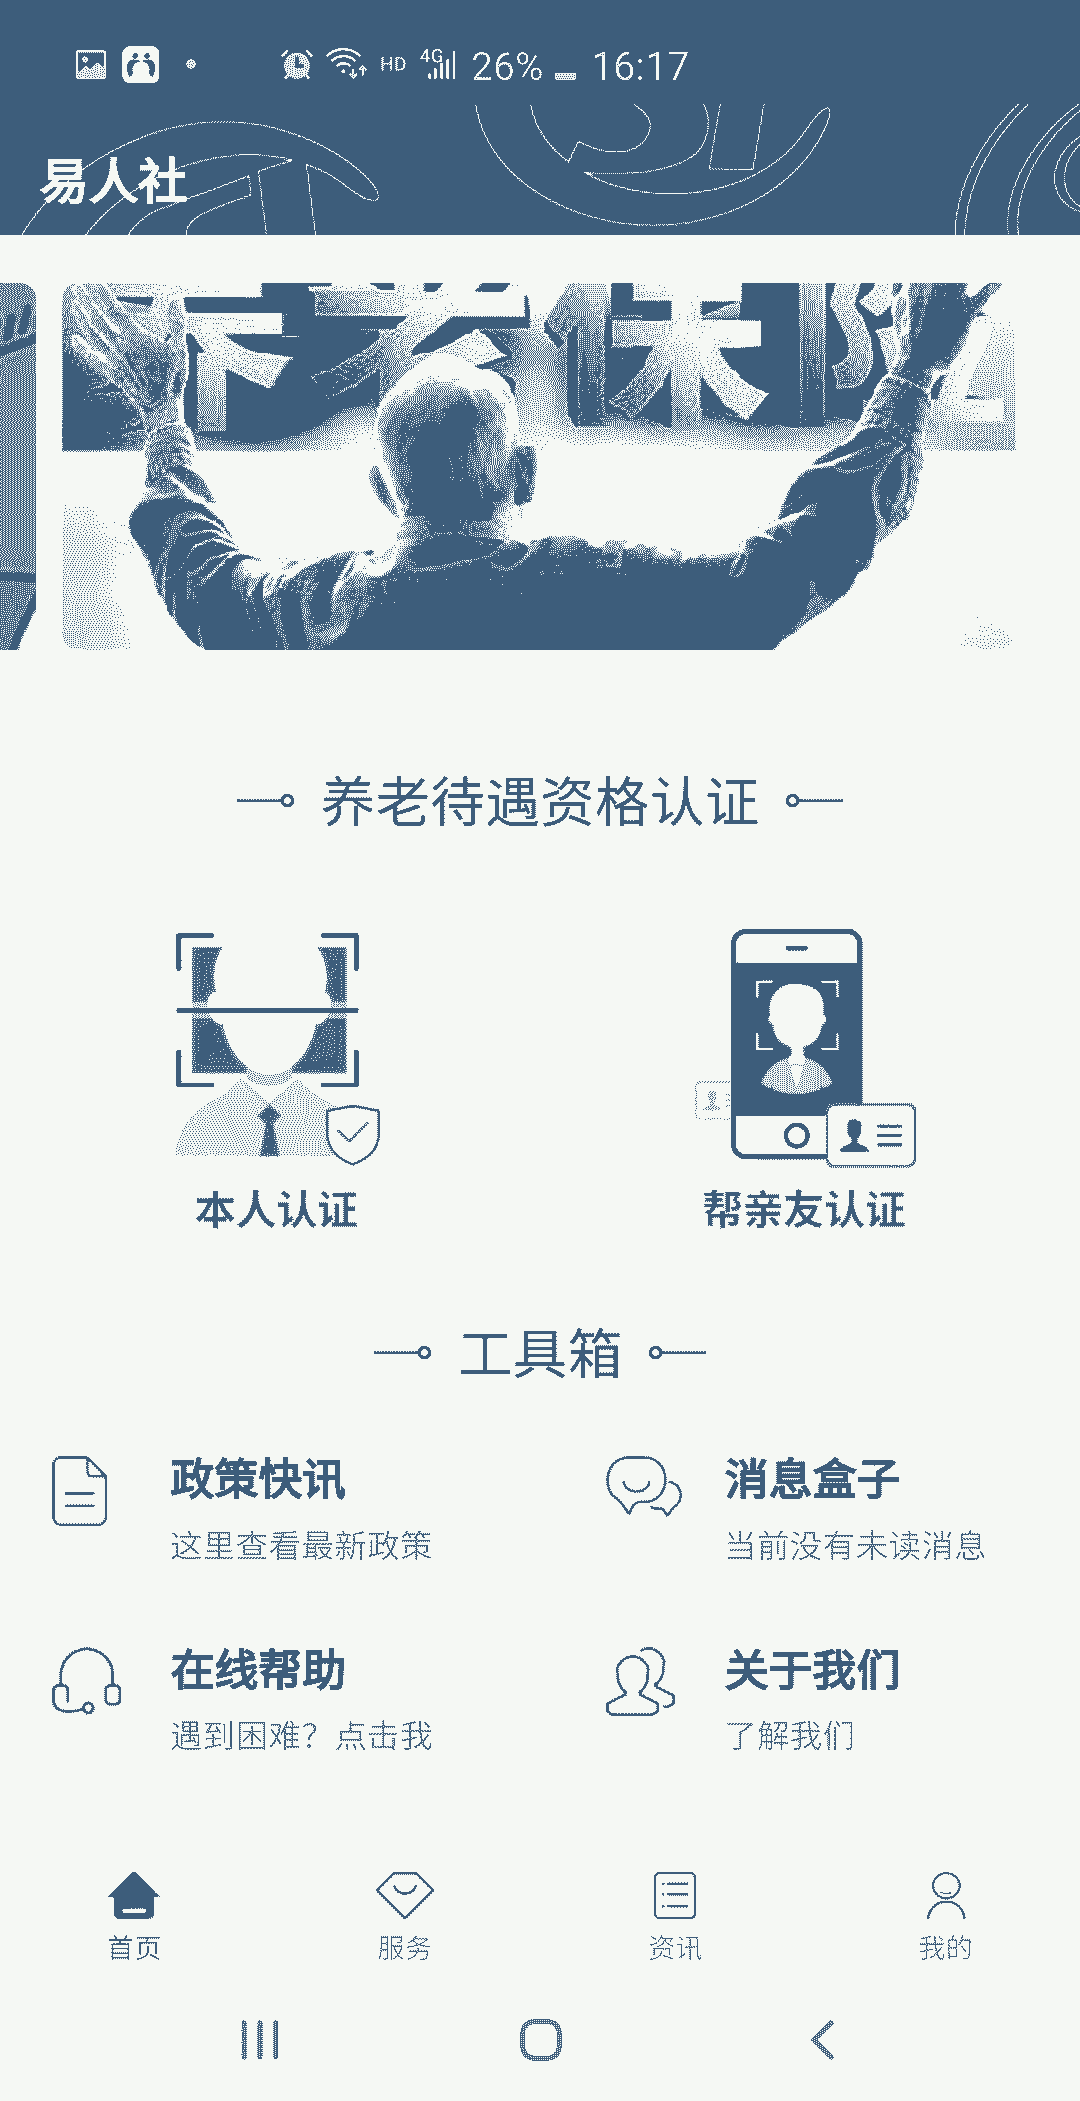 HD 4G 26% 16:17
易人社
养老待遇资格认证
本人认证
帮亲友认证
工具箱
政策快讯
这里查看最新政策
消息盒子
当前没有未读消息
在线帮助
遇到困难？点击我
关于我们
了解我们
首页
服务
资讯
我的